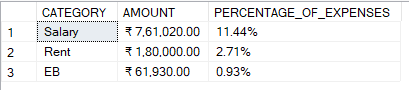 CATEGORY AMOUNT PERCENTAGE_OF_EXPENSES
1 Salary ₹ 7,61,020.00 11.44%
2 Rent ₹ 1,80,000.00 2.71%
3 EB ₹ 61,930.00 0.93%